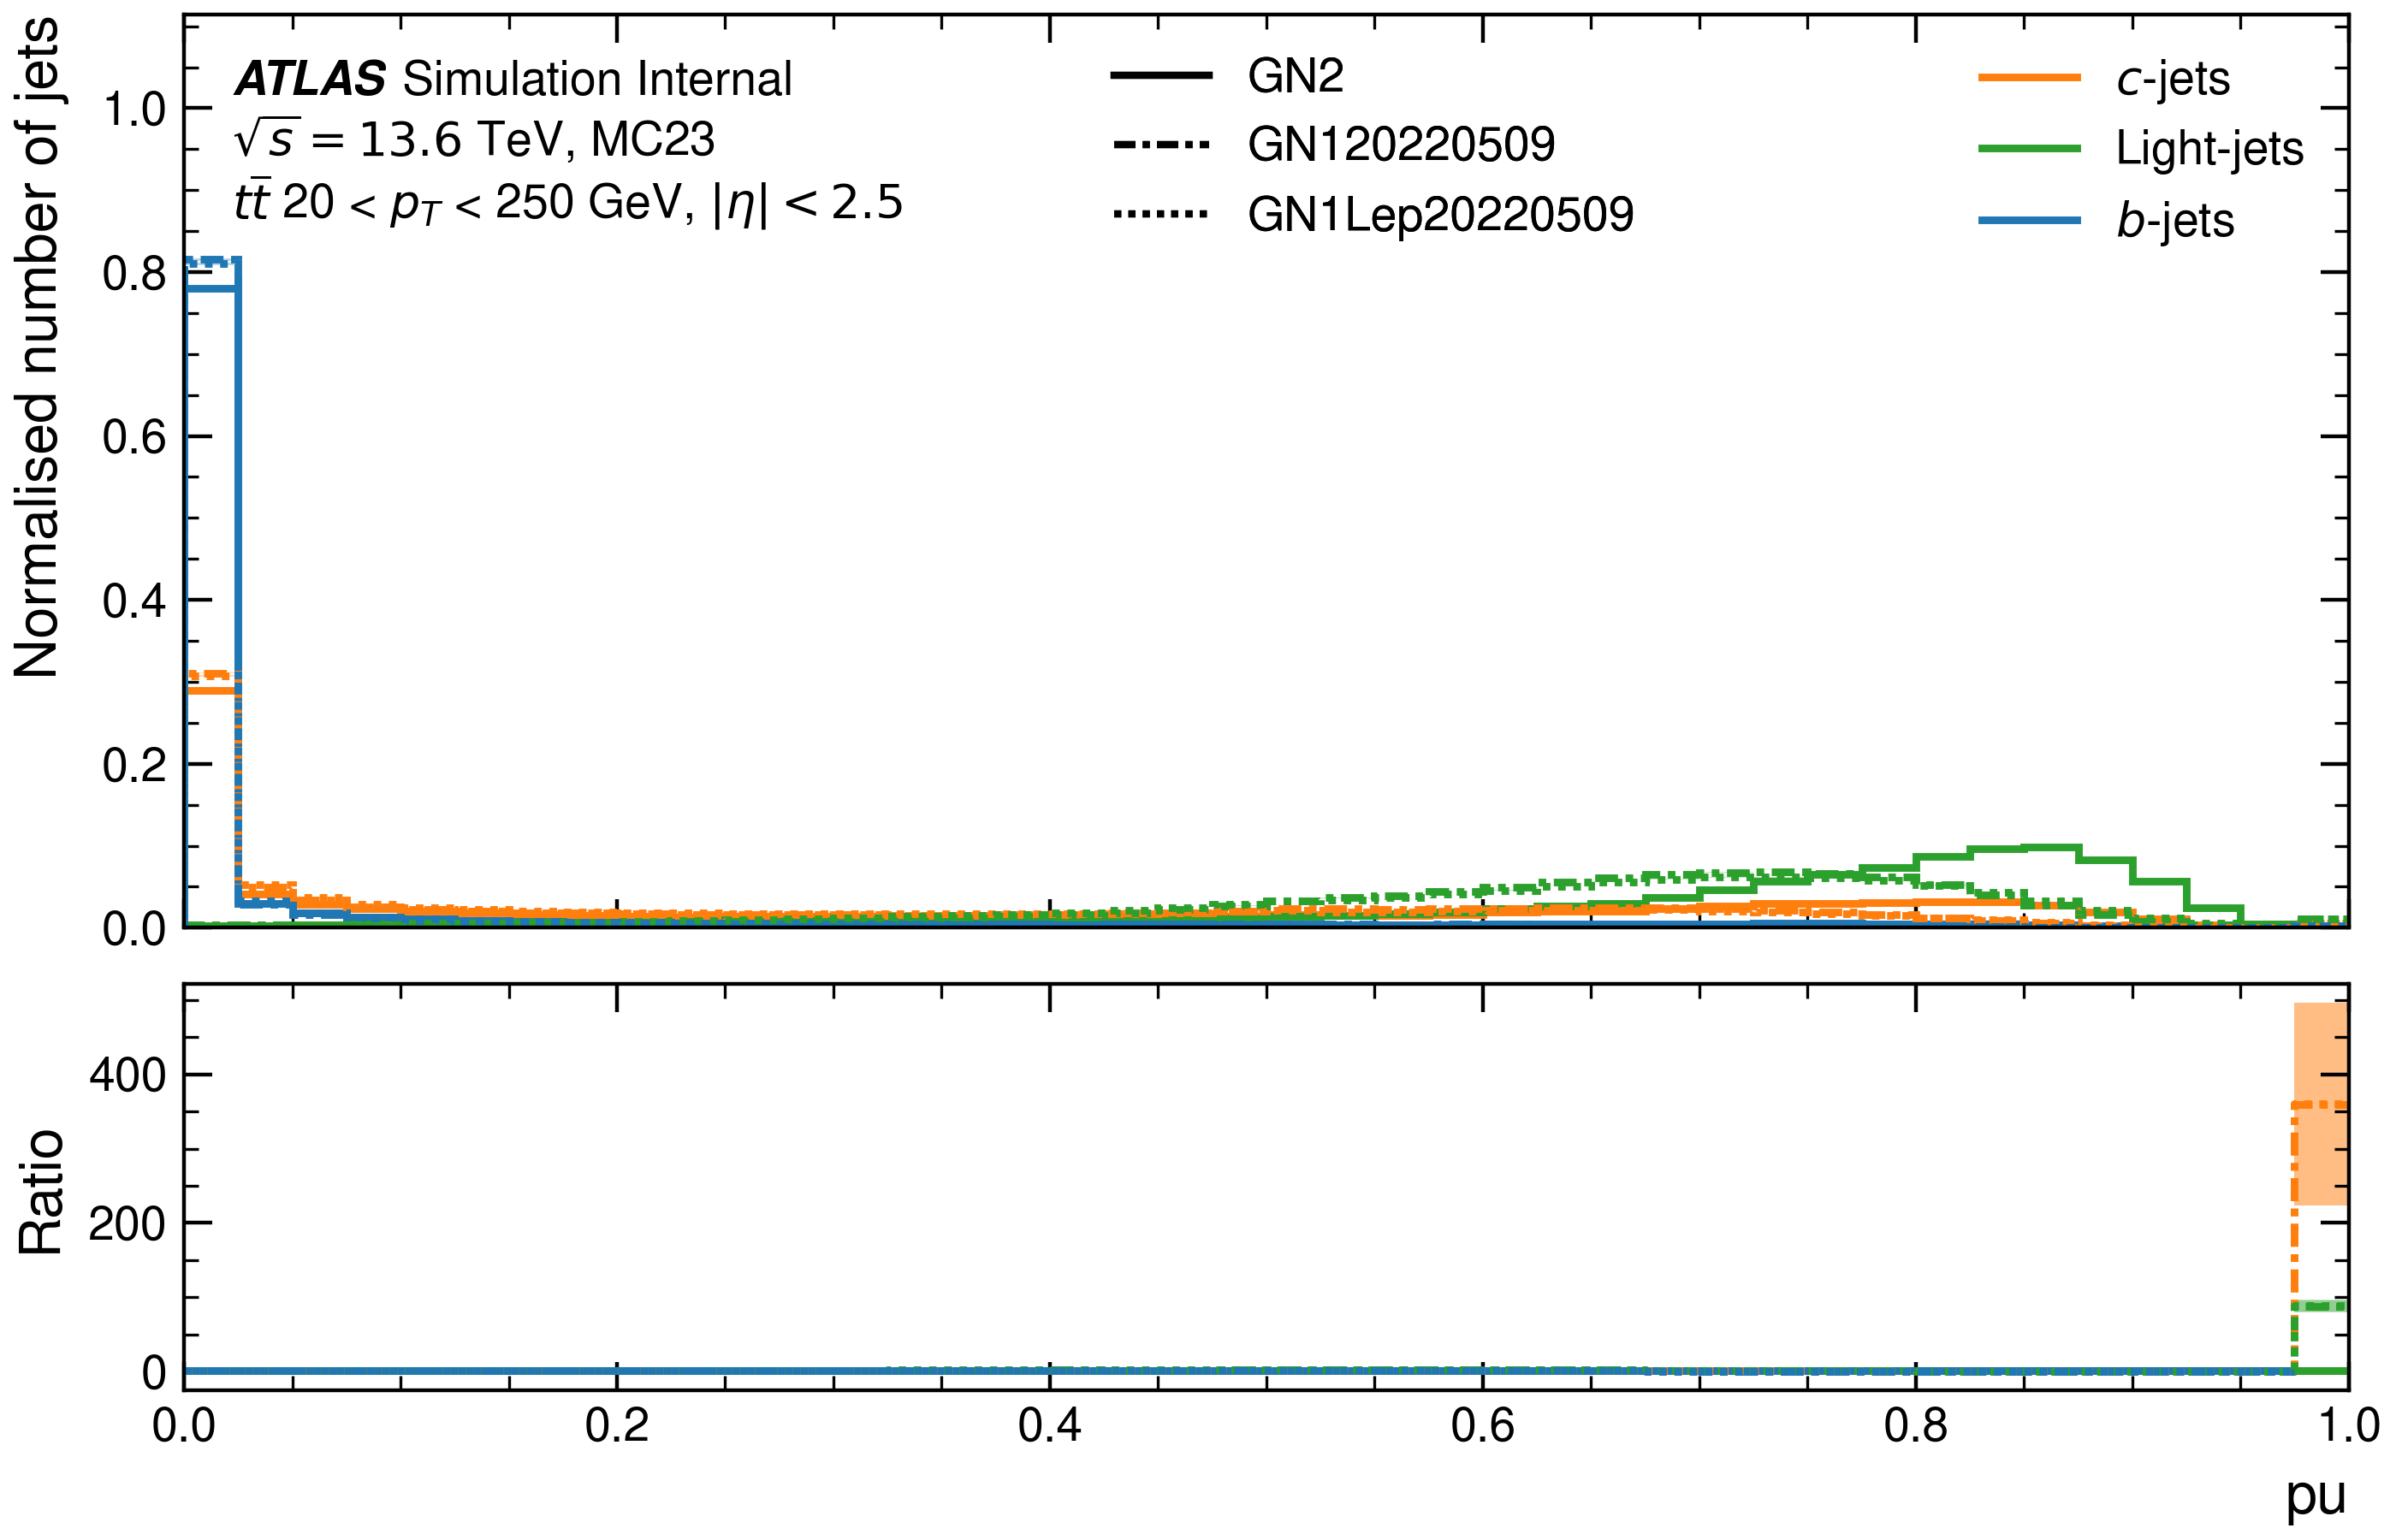 Normalised number of jets
ATLAS Simulation Internal
√s = 13.6 TeV, MC23
tt̄ 20 < p_T < 250 GeV, |η| < 2.5
GN2
GN120220509
GN1Lep20220509
c-jets
Light-jets
b-jets
1.0
0.8
0.6
0.4
0.2
0.0
Ratio
400
200
0
0.0 0.2 0.4 0.6 0.8 1.0
pu